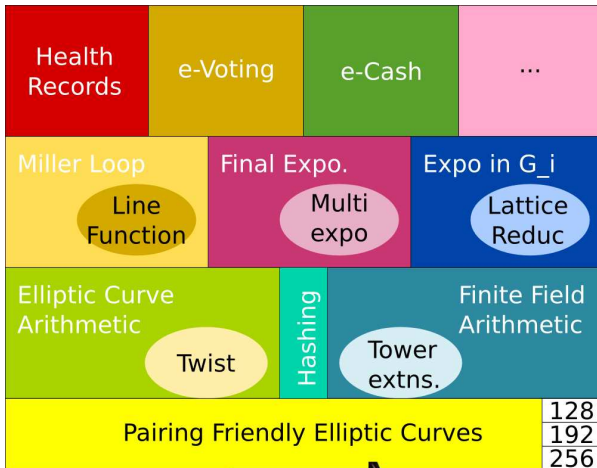 Health
Records
e-Voting
e-Cash
...
Miller Loop
Line
Function
Final Expo.
Multi
expo
Expo in G_i
Lattice
Reduc
Elliptic Curve
Arithmetic
Twist
Hashing
Finite Field
Arithmetic
Tower
extns.
Pairing Friendly Elliptic Curves
128
192
256